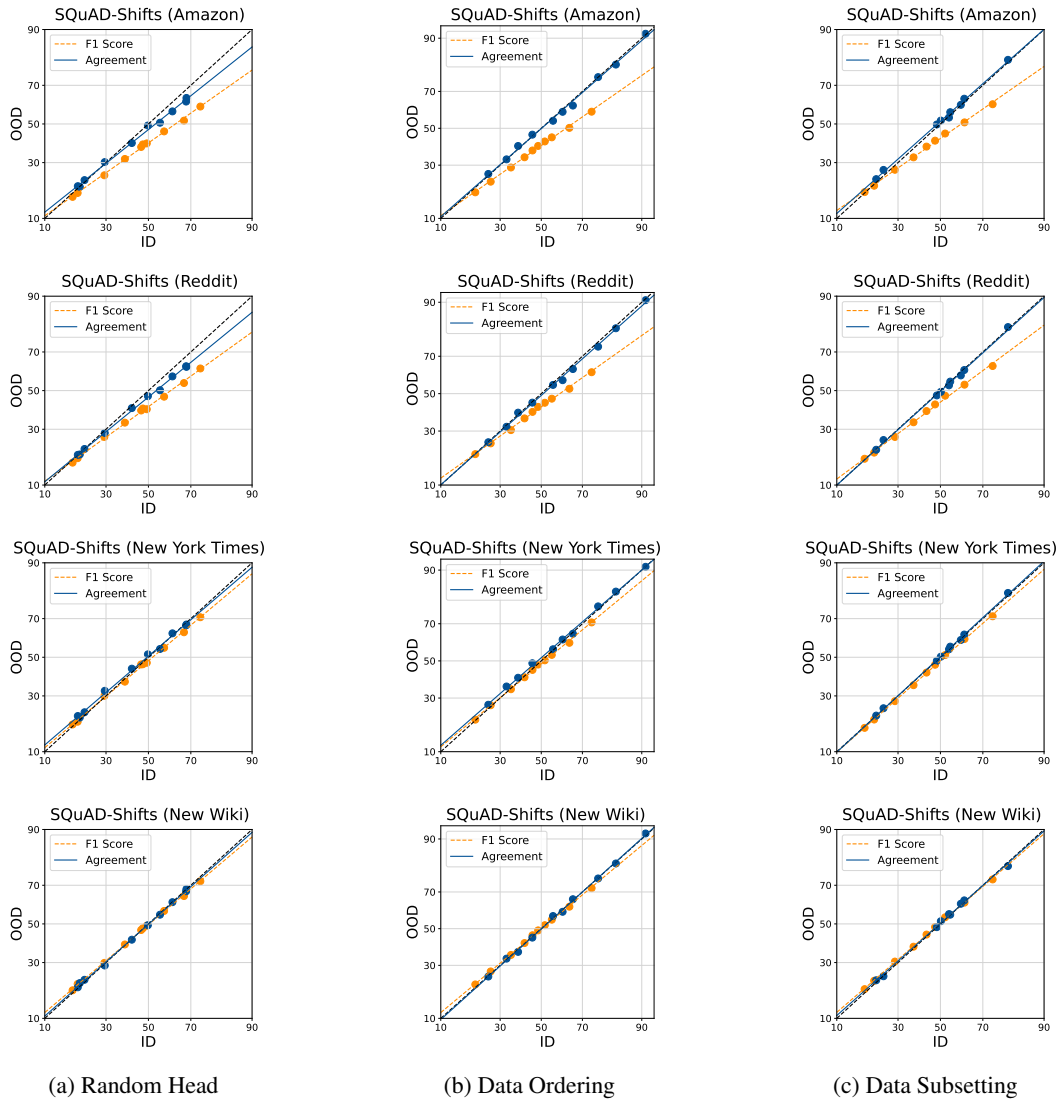 SQuAD-Shifts (Amazon)
90
70
50
30
10
OOD
F1 Score
Agreement
10 30 50 70 90
ID
SQuAD-Shifts (Amazon)
90
70
50
30
10
OOD
F1 Score
Agreement
10 30 50 70 90
ID
SQuAD-Shifts (Amazon)
90
70
50
30
10
OOD
F1 Score
Agreement
10 30 50 70 90
ID
SQuAD-Shifts (Reddit)
90
70
50
30
10
OOD
F1 Score
Agreement
10 30 50 70 90
ID
SQuAD-Shifts (Reddit)
90
70
50
30
10
OOD
F1 Score
Agreement
10 30 50 70 90
ID
SQuAD-Shifts (Reddit)
90
70
50
30
10
OOD
F1 Score
Agreement
10 30 50 70 90
ID
SQuAD-Shifts (New York Times)
90
70
50
30
10
OOD
F1 Score
Agreement
10 30 50 70 90
ID
SQuAD-Shifts (New York Times)
90
70
50
30
10
OOD
F1 Score
Agreement
10 30 50 70 90
ID
SQuAD-Shifts (New York Times)
90
70
50
30
10
OOD
F1 Score
Agreement
10 30 50 70 90
ID
SQuAD-Shifts (New Wiki)
90
70
50
30
10
OOD
F1 Score
Agreement
10 30 50 70 90
ID
SQuAD-Shifts (New Wiki)
90
70
50
30
10
OOD
F1 Score
Agreement
10 30 50 70 90
ID
SQuAD-Shifts (New Wiki)
90
70
50
30
10
OOD
F1 Score
Agreement
10 30 50 70 90
ID
(a) Random Head
(b) Data Ordering
(c) Data Subsetting